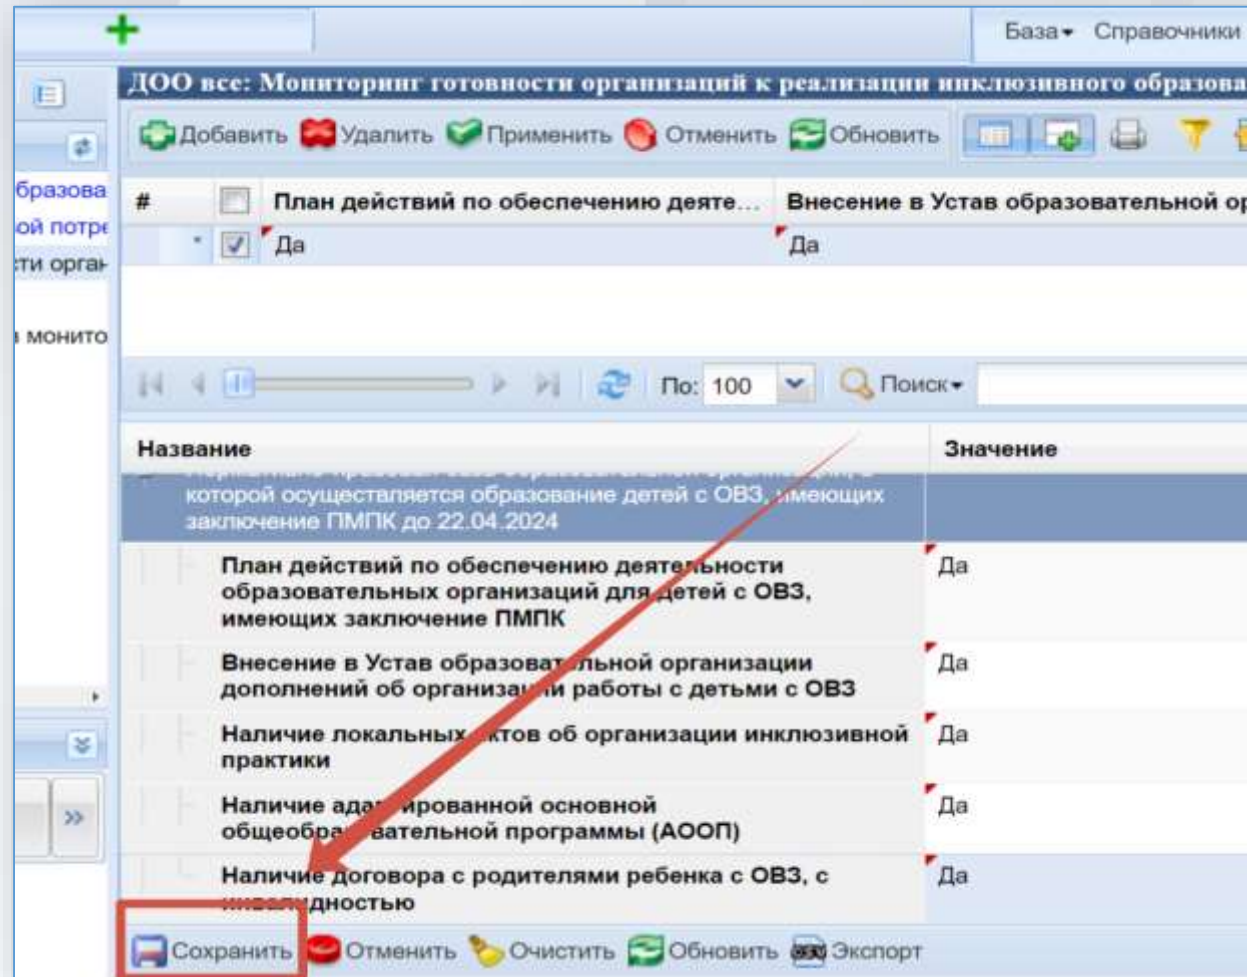 База Справочники
ДОО все: Мониторинг готовности организаций к реализации инклюзивного образова
Добавить Удалить Применить Отменить Обновить
бразова
ой потре
сти орган
монито
# План действий по обеспечению деяте... Внесение в Устав образовательной ор
* Да Да
По: 100 Поиск
Название Значение
которой осуществляется образование детей с ОВЗ, имеющих
заключение ПМПК до 22.04.2024
План действий по обеспечению деятельности
образовательных организаций для детей с ОВЗ,
имеющих заключение ПМПК
Да
Внесение в Устав образовательной организации
дополнений об организации работы с детьми с ОВЗ
Да
Наличие локальных актов об организации инклюзивной
практики
Да
Наличие адаптированной основной
общеобразовательной программы (АООП)
Да
Наличие договора с родителями ребенка с ОВЗ, с
инвалидностью
Да
Сохранить Отменить Очистить Обновить Экспорт